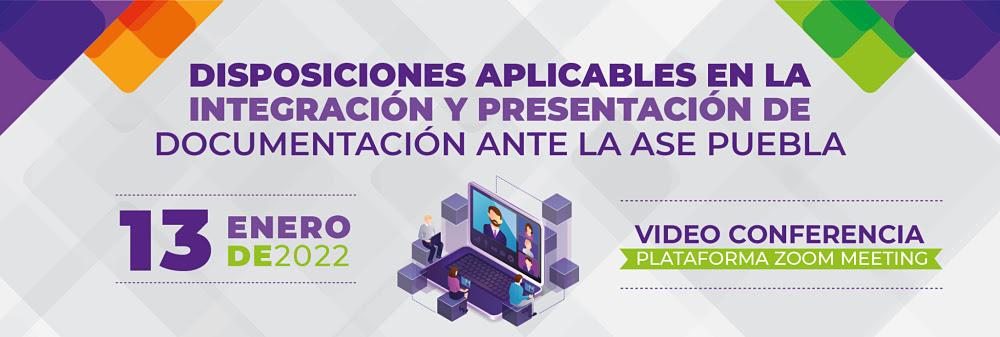 DISPOSICIONES APLICABLES EN LA
INTEGRACIÓN Y PRESENTACIÓN DE
DOCUMENTACIÓN ANTE LA ASE PUEBLA
13 ENERO
DE2022
VIDEO CONFERENCIA
PLATAFORMA ZOOM MEETING